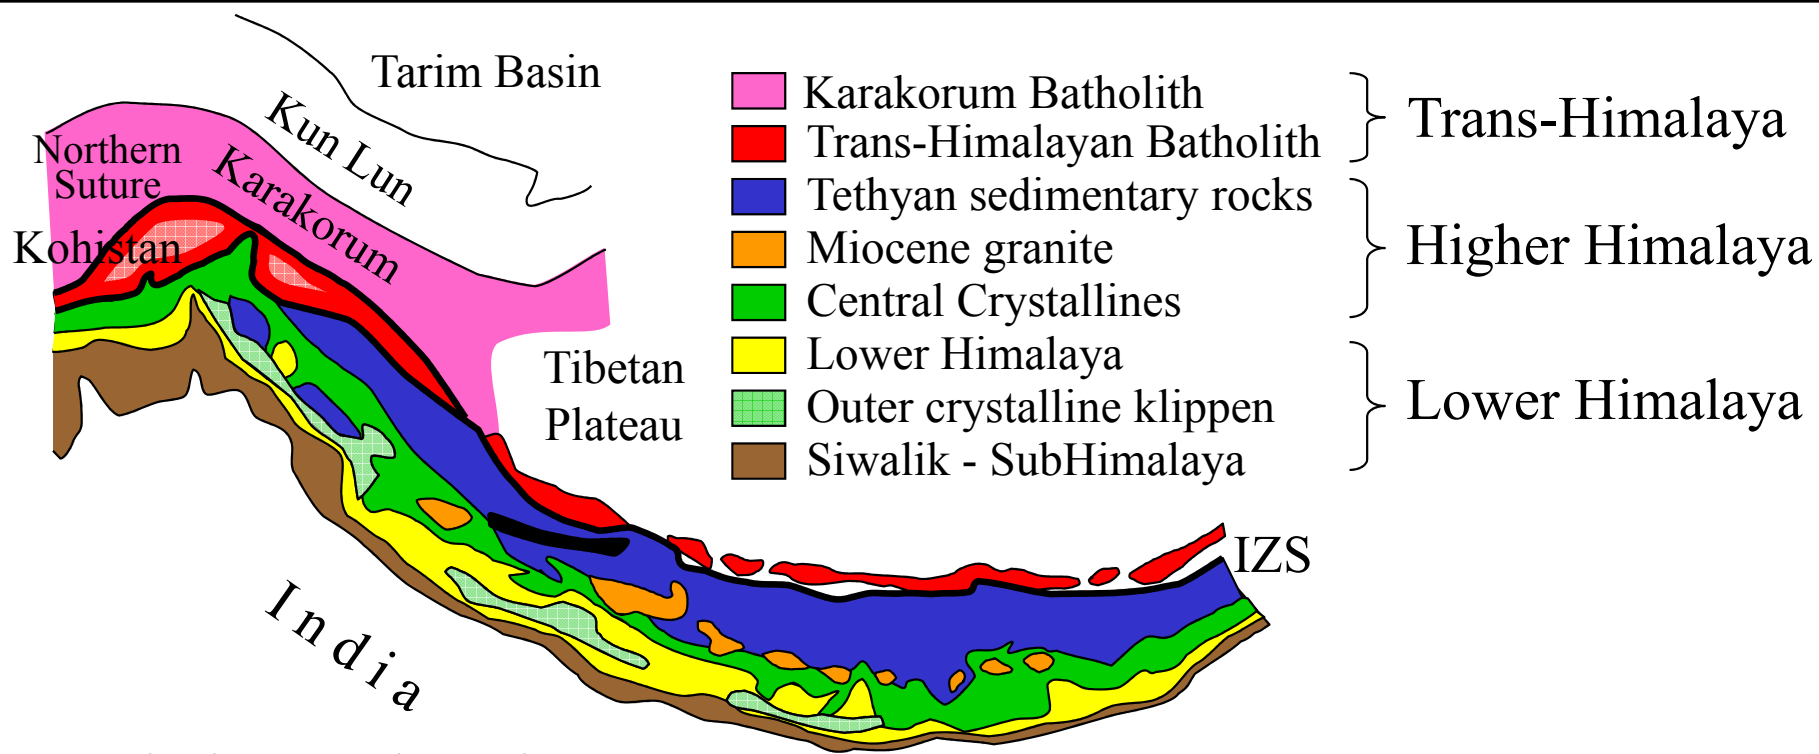 Tarim Basin
Kun Lun
Northern
Suture
Karakorum
Kohistan
Tibetan
Plateau
India
IZS
Karakorum Batholith
Trans-Himalayan Batholith
Tethyan sedimentary rocks
Miocene granite
Central Crystallines
Lower Himalaya
Outer crystalline klippen
Siwalik - SubHimalaya
Trans-Himalaya
Higher Himalaya
Lower Himalaya